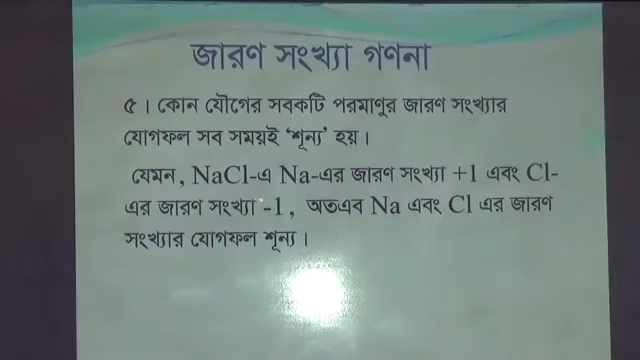 জারণ সংখ্যা গণনা
৫। কোন যৌগের সবকটি পরমাণুর জারণ সংখ্যার
যোগফল সব সময়ই ‘শূন্য’ হয়।
যেমন, NaCl-এ Na-এর জারণ সংখ্যা +1 এবং Cl-
এর জারণ সংখ্যা -1, অতএব Na এবং Cl এর জারণ
সংখ্যার যোগফল শূন্য।